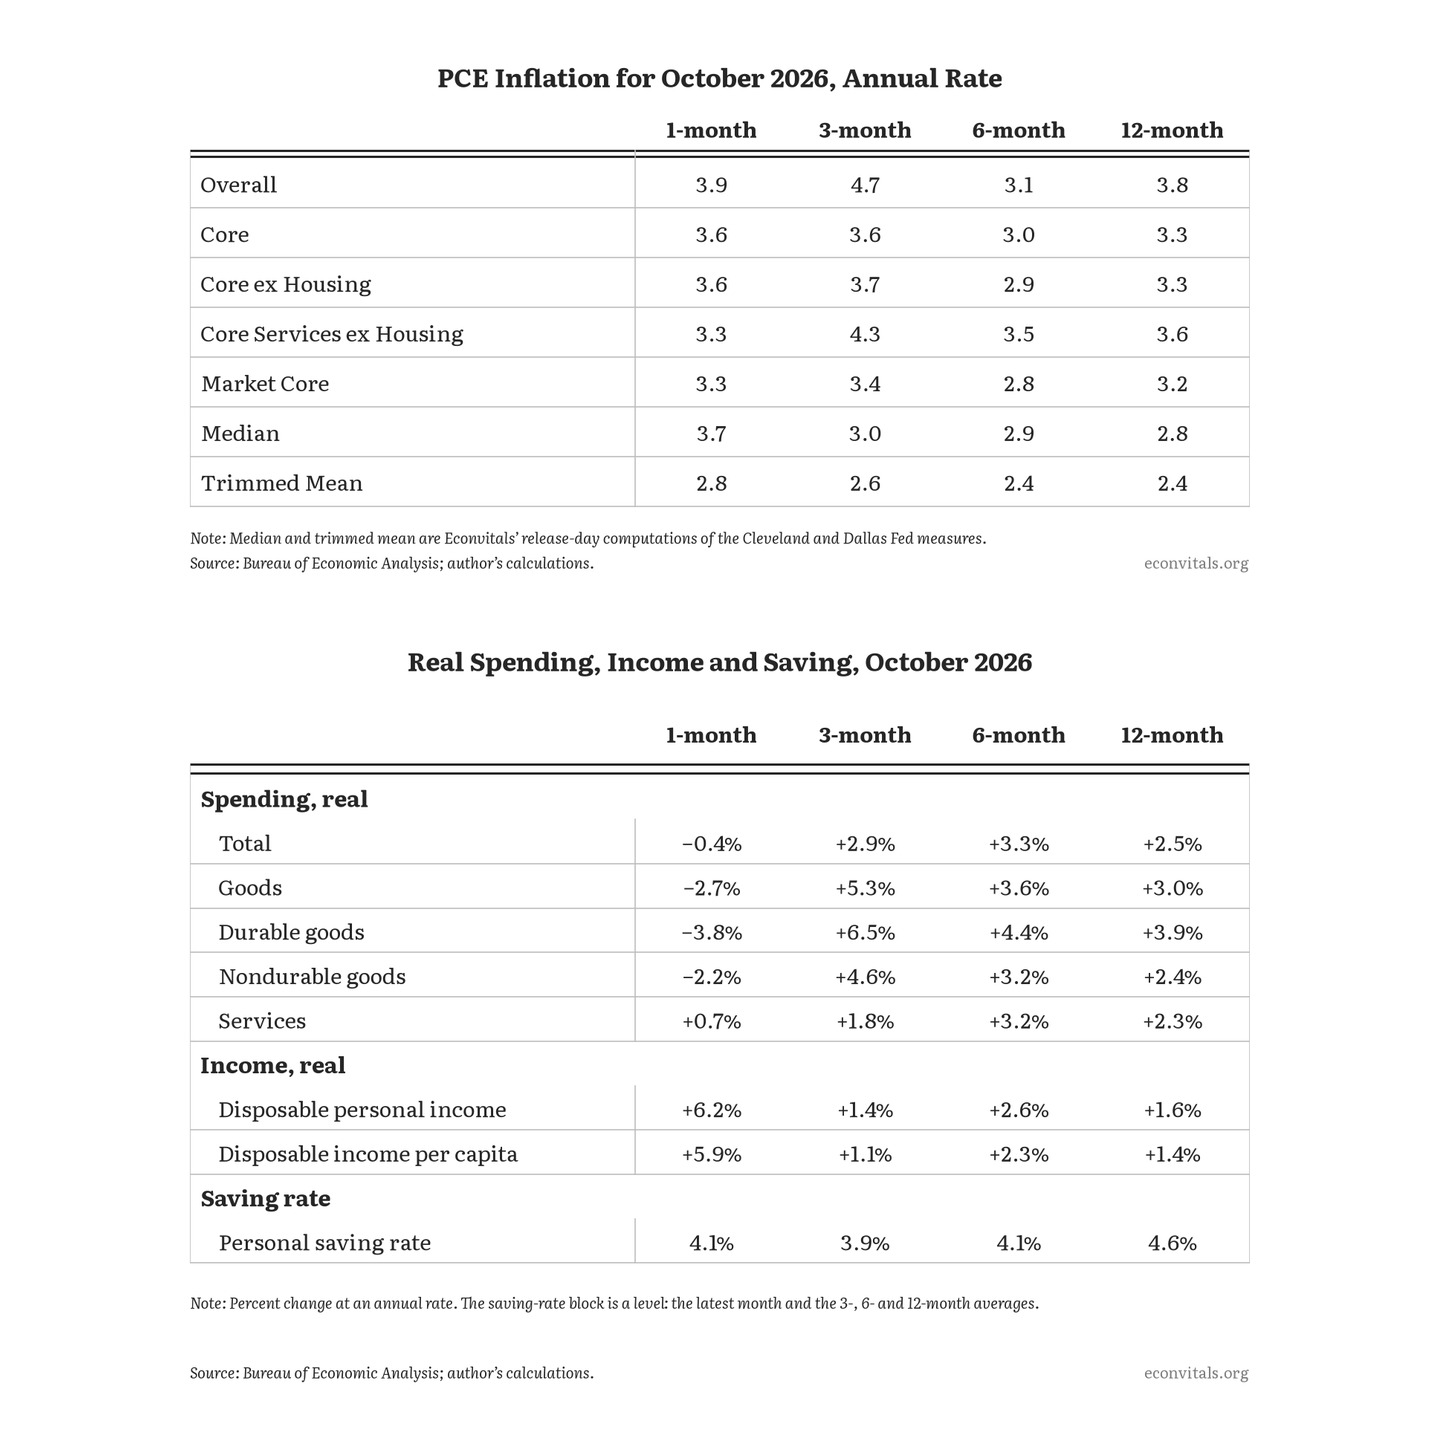 PCE Inflation for October 2026, Annual Rate
1-month 3-month 6-month 12-month
Overall 3.9 4.7 3.1 3.8
Core 3.6 3.6 3.0 3.3
Core ex Housing 3.6 3.7 2.9 3.3
Core Services ex Housing 3.3 4.3 3.5 3.6
Market Core 3.3 3.4 2.8 3.2
Median 3.7 3.0 2.9 2.8
Trimmed Mean 2.8 2.6 2.4 2.4
Note: Median and trimmed mean are Econvitals’ release-day computations of the Cleveland and Dallas Fed measures.
Source: Bureau of Economic Analysis; author’s calculations. econvitals.org
Real Spending, Income and Saving, October 2026
1-month 3-month 6-month 12-month
Spending, real
Total −0.4% +2.9% +3.3% +2.5%
Goods −2.7% +5.3% +3.6% +3.0%
Durable goods −3.8% +6.5% +4.4% +3.9%
Nondurable goods −2.2% +4.6% +3.2% +2.4%
Services +0.7% +1.8% +3.2% +2.3%
Income, real
Disposable personal income +6.2% +1.4% +2.6% +1.6%
Disposable income per capita +5.9% +1.1% +2.3% +1.4%
Saving rate
Personal saving rate 4.1% 3.9% 4.1% 4.6%
Note: Percent change at an annual rate. The saving-rate block is a level: the latest month and the 3-, 6- and 12-month averages.
Source: Bureau of Economic Analysis; author’s calculations. econvitals.org